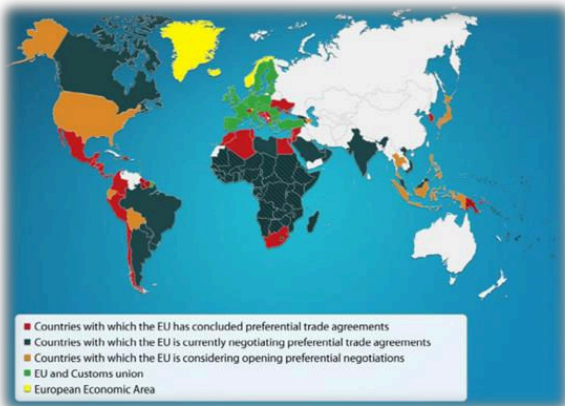 Countries with which the EU has concluded preferential trade agreements
Countries with which the EU is currently negotiating preferential trade agreements
Countries with which the EU is considering opening preferential negotiations
EU and Customs union
European Economic Area